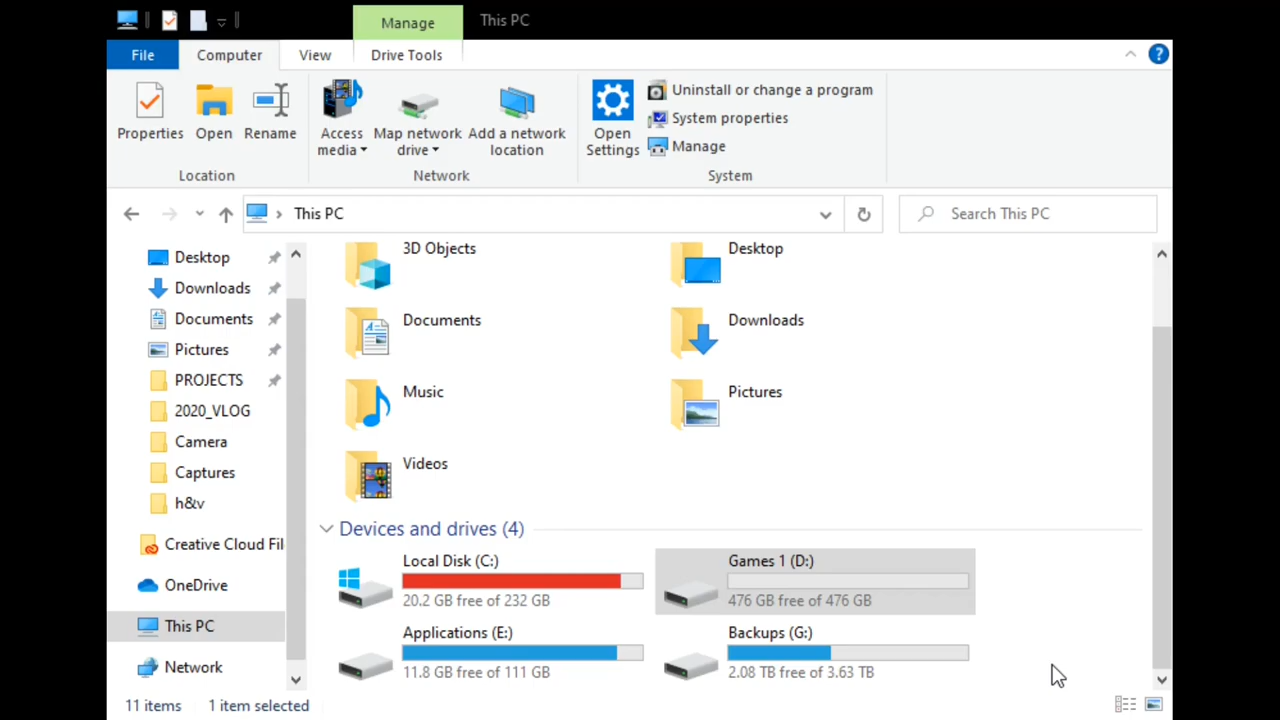 Manage
This PC
File
Computer
View
Drive Tools
Properties
Open
Rename
Access media
Map network drive
Add a network location
Open Settings
Uninstall or change a program
System properties
Manage
Location
Network
System
This PC
Search This PC
Desktop
Downloads
Documents
Pictures
PROJECTS
2020_VLOG
Camera
Captures
h&v
Creative Cloud Fil
OneDrive
This PC
Network
3D Objects
Desktop
Documents
Downloads
Music
Pictures
Videos
Devices and drives (4)
Local Disk (C:)
20.2 GB free of 232 GB
Games 1 (D:)
476 GB free of 476 GB
Applications (E:)
11.8 GB free of 111 GB
Backups (G:)
2.08 TB free of 3.63 TB
11 items
1 item selected